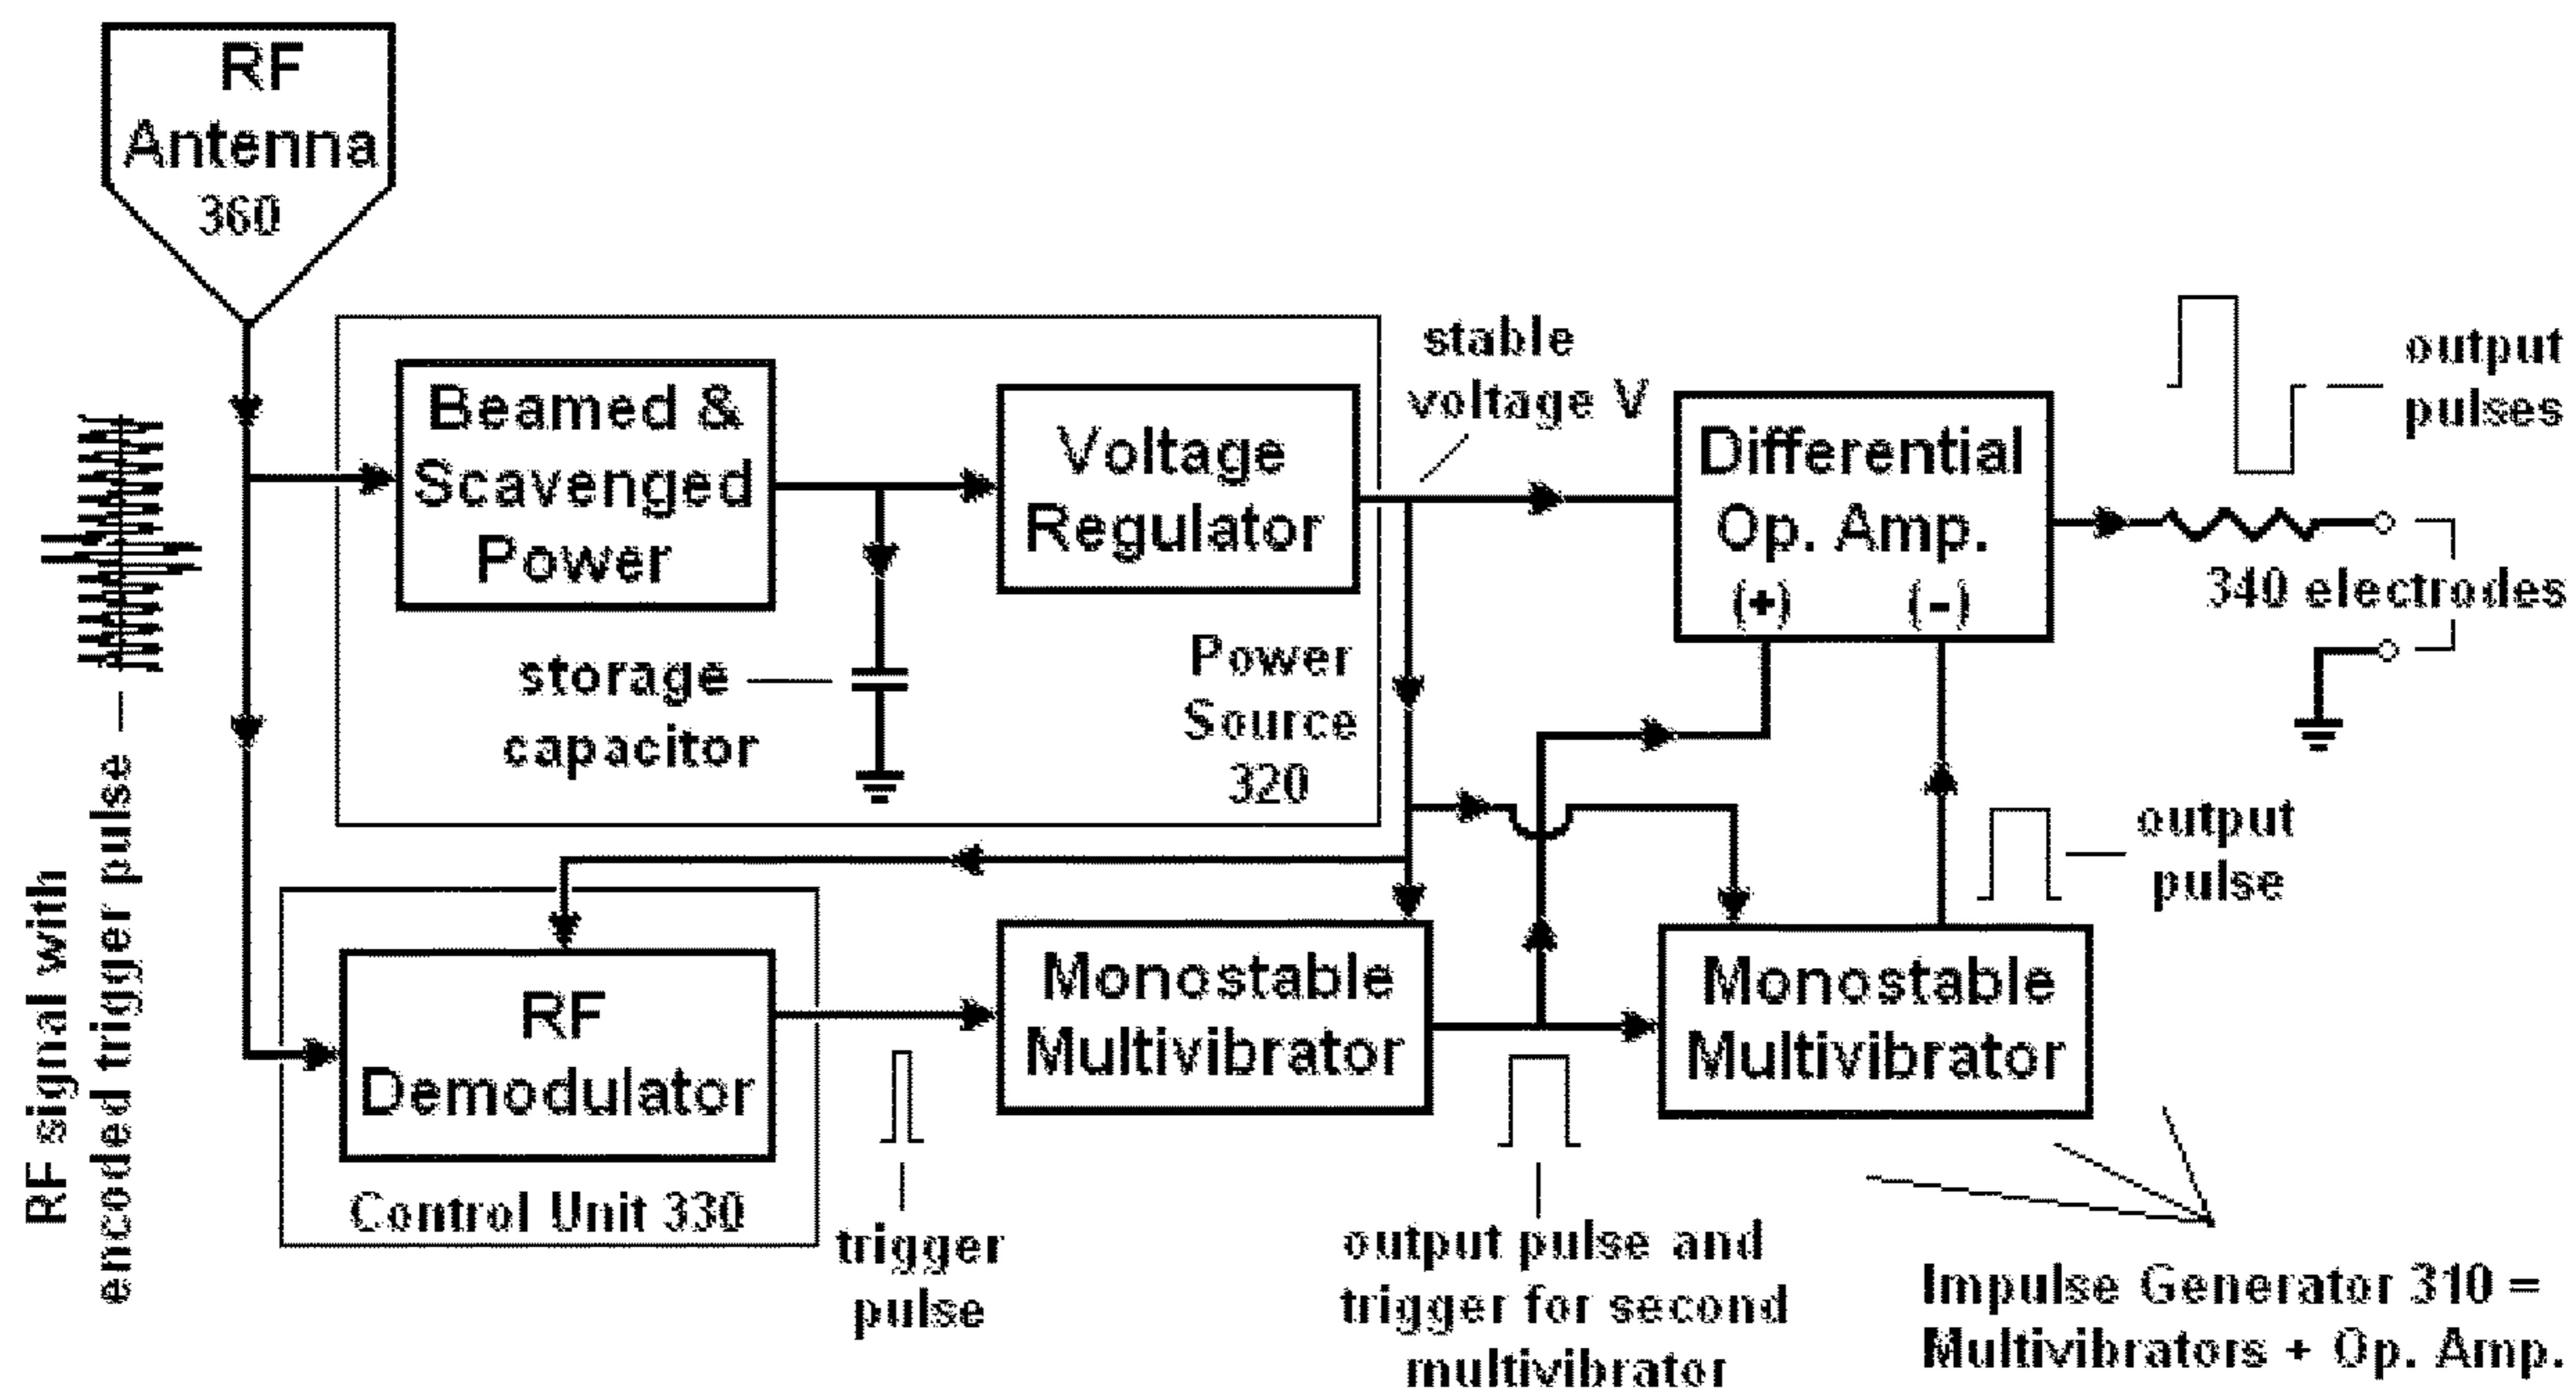 RF
Antenna
360
Beamed &
Scavenged
Power
Voltage
Regulator
storage
capacitor
Power
Source
320
stable
voltage V
Differential
Op. Amp.
(+) (-)
output
pulses
340 electrodes
output
pulse
RF signal with
encoded trigger pulse
RF
Demodulator
Control Unit 330
trigger
pulse
Monostable
Multivibrator
output pulse and
trigger for second
multivibrator
Monostable
Multivibrator
Impulse Generator 310 =
Multivibrators + Op. Amp.